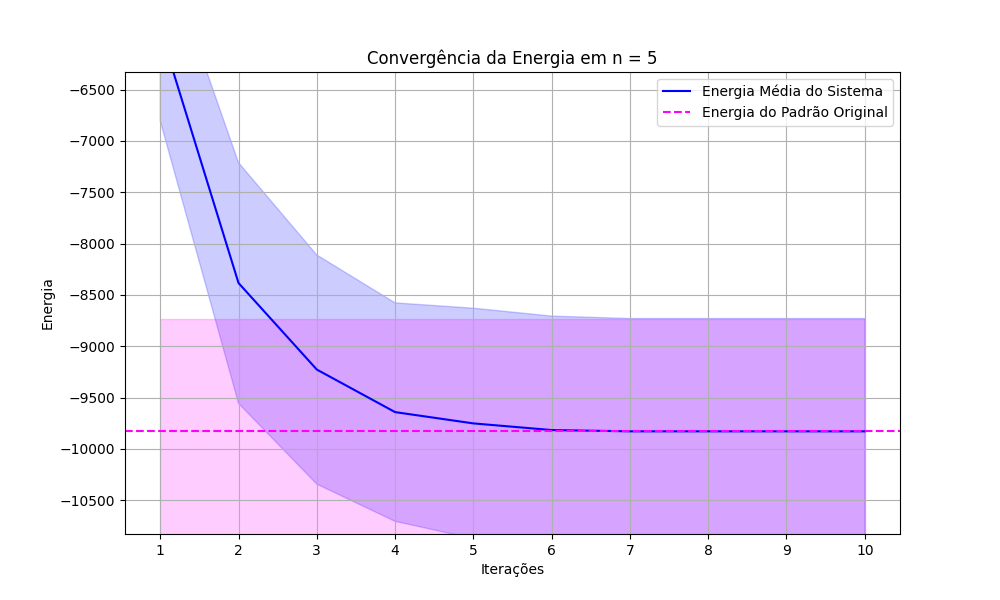 Convergência da Energia em n = 5
Energia Média do Sistema
Energia do Padrão Original
Energia
−6500
−7000
−7500
−8000
−8500
−9000
−9500
−10000
−10500
1 2 3 4 5 6 7 8 9 10
Iterações